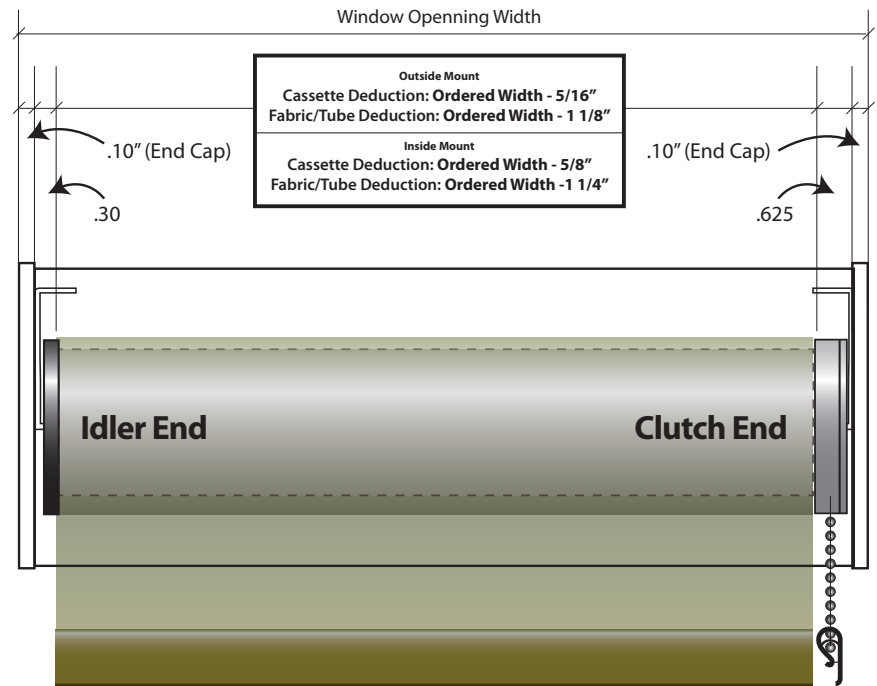 Window Openning Width
Outside Mount
Cassette Deduction: Ordered Width - 5/16”
Fabric/Tube Deduction: Ordered Width - 1 1/8”
Inside Mount
Cassette Deduction: Ordered Width - 5/8”
Fabric/Tube Deduction: Ordered Width -1 1/4”
.10” (End Cap)
.10” (End Cap)
.30
.625
Idler End
Clutch End